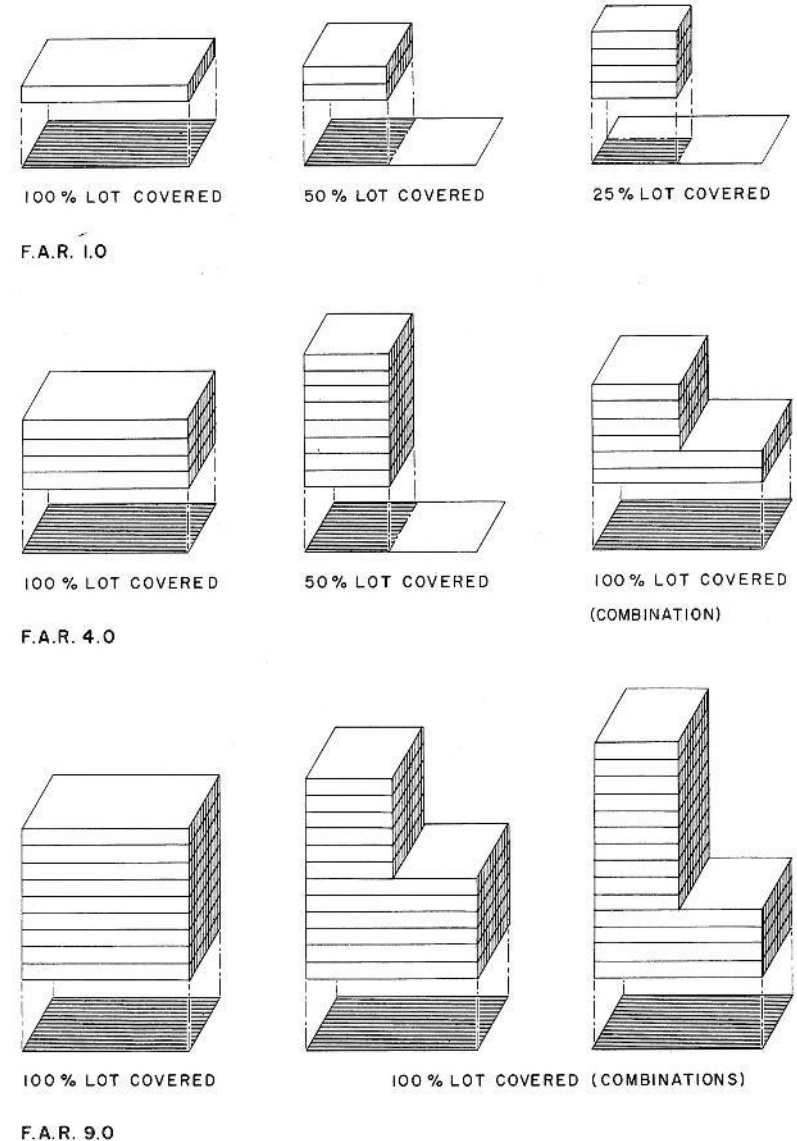 100% LOT COVERED
50% LOT COVERED
25% LOT COVERED
F.A.R. 1.0
100% LOT COVERED
50% LOT COVERED
100% LOT COVERED
(COMBINATION)
F.A.R. 4.0
100% LOT COVERED
100% LOT COVERED (COMBINATIONS)
F.A.R. 9.0